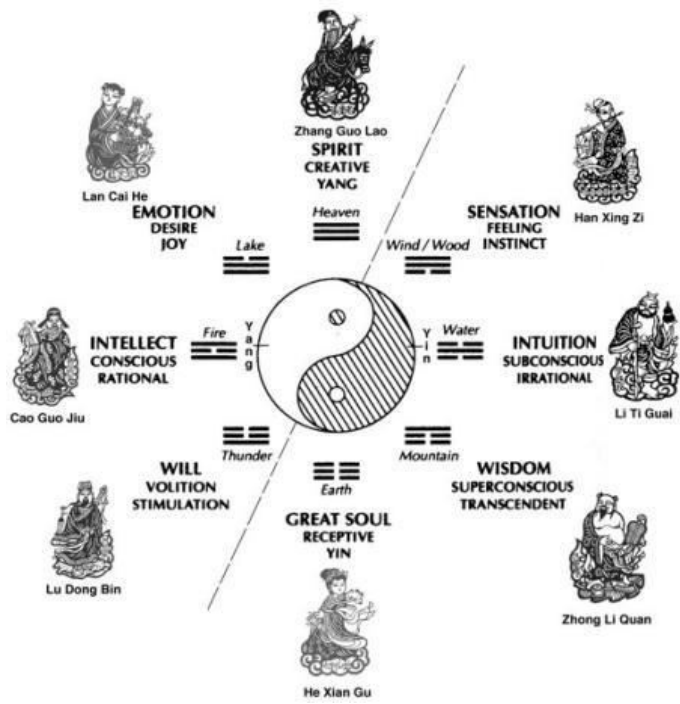 Zhang Guo Lao
SPIRIT
CREATIVE
YANG
Heaven
Lan Cai He
EMOTION
DESIRE
JOY
Lake
Han Xing Zi
SENSATION
FEELING
INSTINCT
Wind / Wood
Cao Guo Jiu
INTELLECT
CONSCIOUS
RATIONAL
Fire
Yang
Yin
Water
INTUITION
SUBCONSCIOUS
IRRATIONAL
Li Ti Guai
Thunder
WILL
VOLITION
STIMULATION
Lu Dong Bin
Earth
GREAT SOUL
RECEPTIVE
YIN
He Xian Gu
Mountain
WISDOM
SUPERCONSCIOUS
TRANSCENDENT
Zhong Li Quan